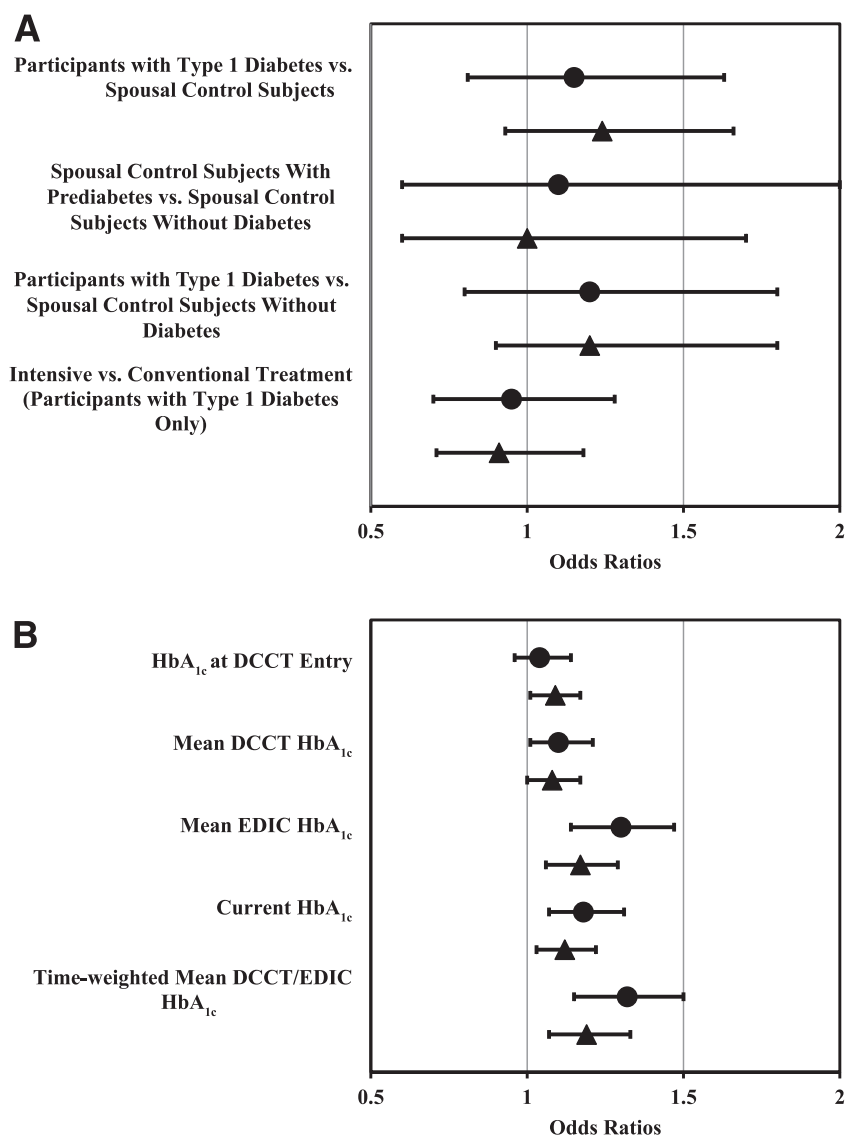 A
Participants with Type 1 Diabetes vs.
Spousal Control Subjects
Spousal Control Subjects With
Prediabetes vs. Spousal Control
Subjects Without Diabetes
Participants with Type 1 Diabetes vs.
Spousal Control Subjects Without
Diabetes
Intensive vs. Conventional Treatment
(Participants with Type 1 Diabetes
Only)
0.5 1 1.5 2
Odds Ratios
B
HbA1c at DCCT Entry
Mean DCCT HbA1c
Mean EDIC HbA1c
Current HbA1c
Time-weighted Mean DCCT/EDIC
HbA1c
0.5 1 1.5 2
Odds Ratios